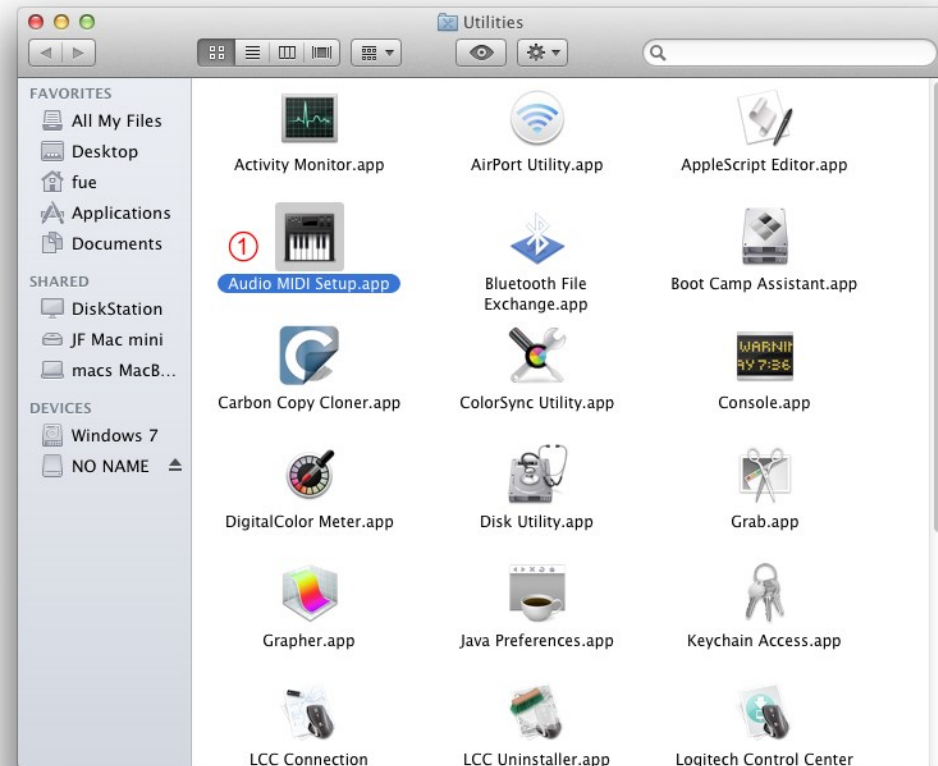 Utilities
FAVORITES
All My Files
Desktop
fue
Applications
Documents
SHARED
DiskStation
JF Mac mini
macs MacB...
DEVICES
Windows 7
NO NAME
Activity Monitor.app
AirPort Utility.app
AppleScript Editor.app
1
Audio MIDI Setup.app
Bluetooth File
Exchange.app
Boot Camp Assistant.app
Carbon Copy Cloner.app
ColorSync Utility.app
WARNIN
AY 7:36
Console.app
DigitalColor Meter.app
Disk Utility.app
Grab.app
Grapher.app
Java Preferences.app
Keychain Access.app
LCC Connection
LCC Uninstaller.app
Logitech Control Center